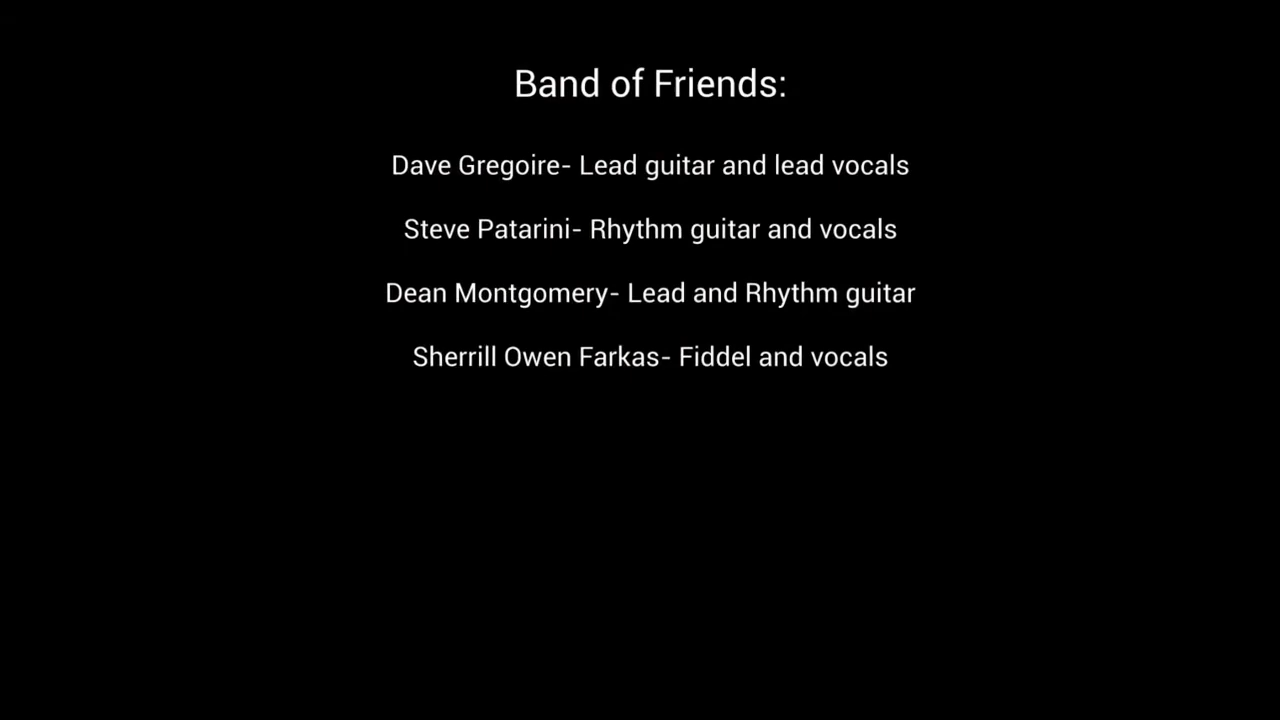 Band of Friends:
Dave Gregoire- Lead guitar and lead vocals
Steve Patarini- Rhythm guitar and vocals
Dean Montgomery- Lead and Rhythm guitar
Sherrill Owen Farkas- Fiddel and vocals